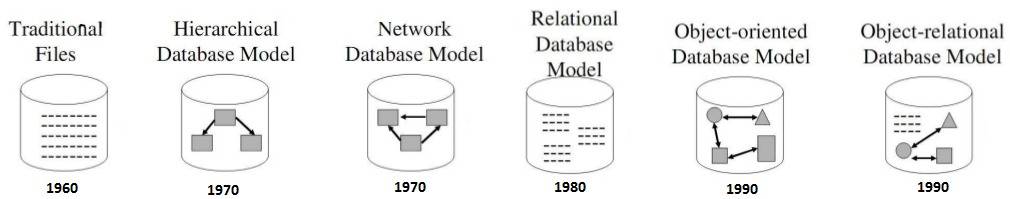 Traditional
Files
1960
Hierarchical
Database Model
1970
Network
Database Model
1970
Relational
Database
Model
1980
Object-oriented
Database Model
1990
Object-relational
Database Model
1990